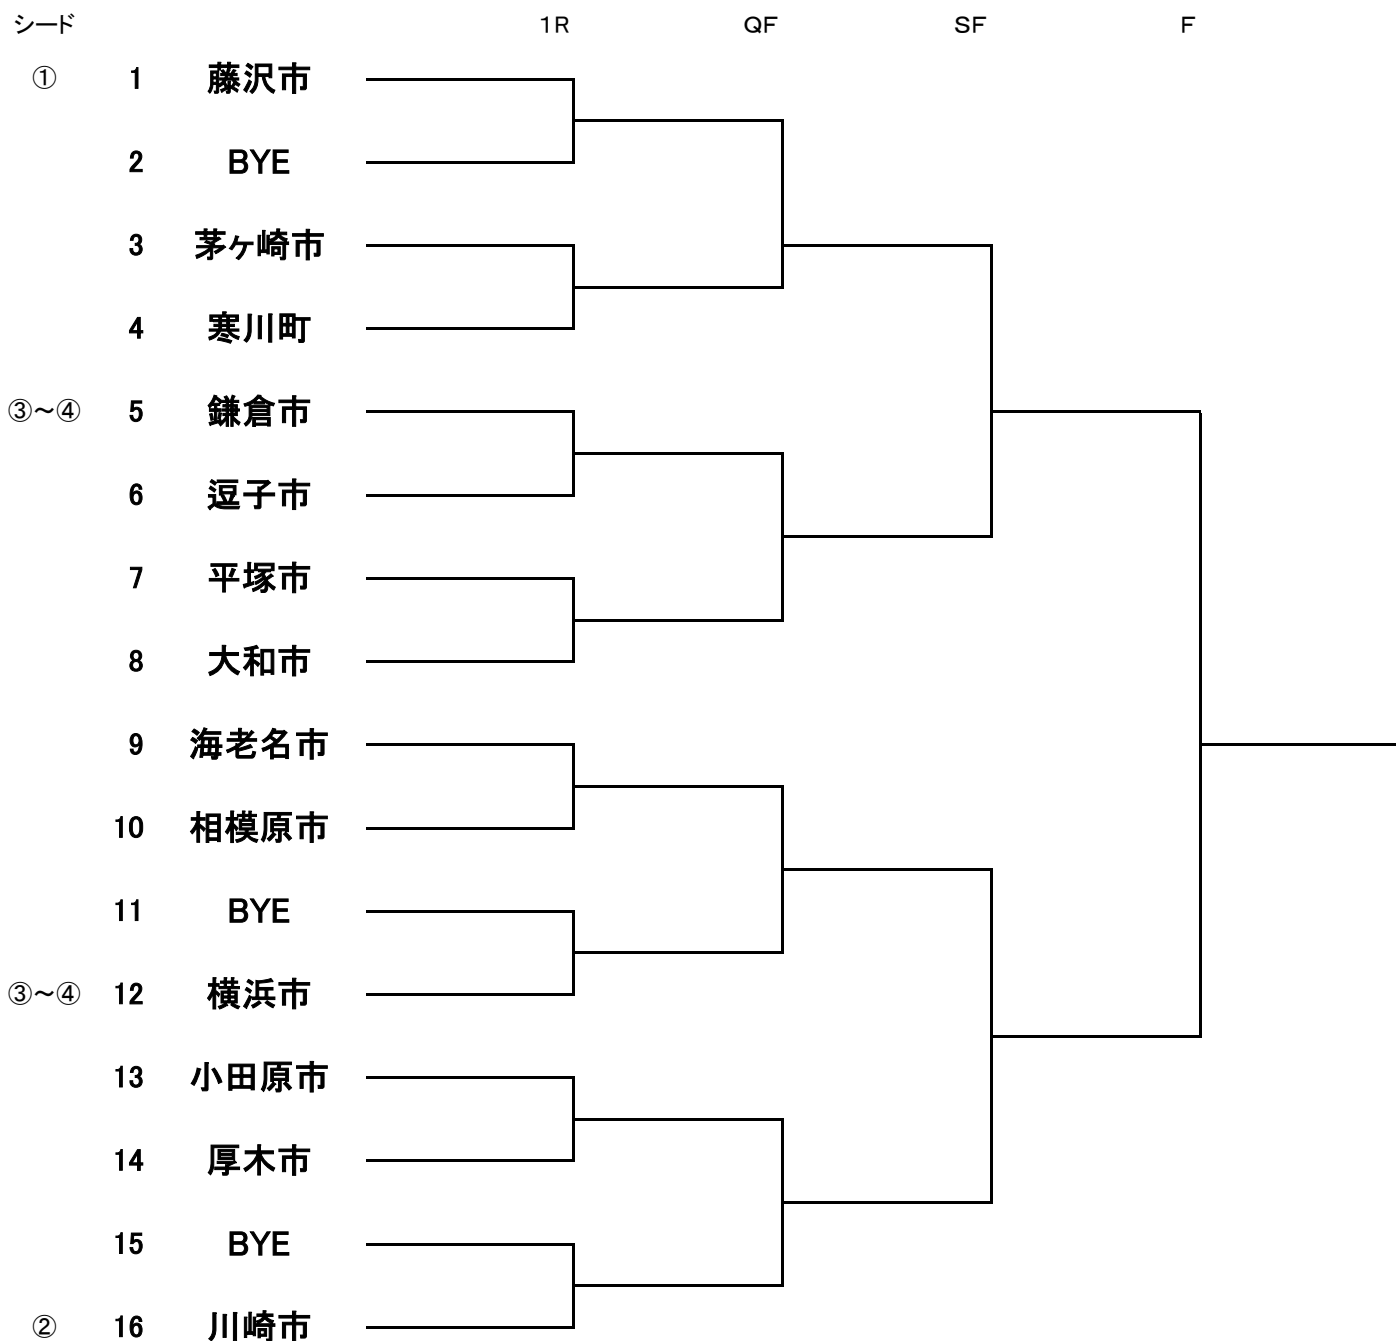 シード 1R QF SF F
① 1 藤沢市
2 BYE
3 茅ヶ崎市
4 寒川町
③～④ 5 鎌倉市
6 逗子市
7 平塚市
8 大和市
9 海老名市
10 相模原市
11 BYE
③～④ 12 横浜市
13 小田原市
14 厚木市
15 BYE
② 16 川崎市